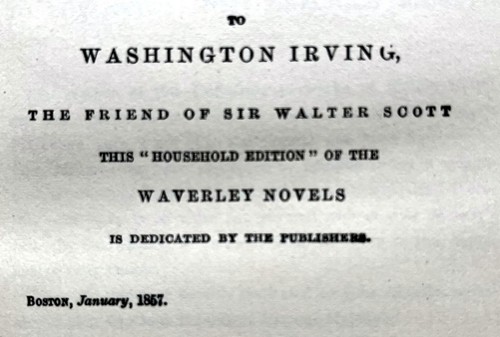 TO
WASHINGTON IRVING,
THE FRIEND OF SIR WALTER SCOTT
THIS "HOUSEHOLD EDITION" OF THE
WAVERLEY NOVELS
IS DEDICATED BY THE PUBLISHERS.
BOSTON, January, 1857.